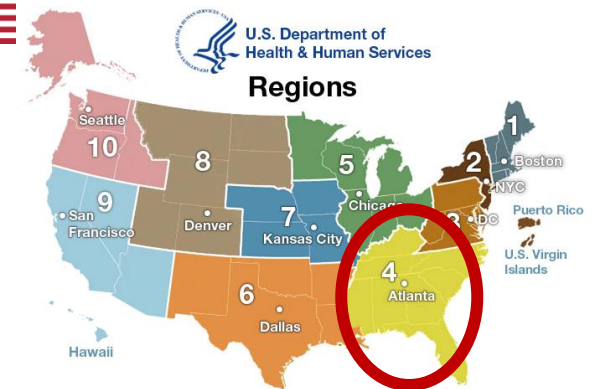 U.S. Department of
Health & Human Services
Regions
Seattle
10
8
5
2
1
Boston
NYC
9
San
Francisco
Denver
7
Kansas City
Chicago
3
DC
Puerto Rico
U.S. Virgin
Islands
4
Atlanta
6
Dallas
Hawaii